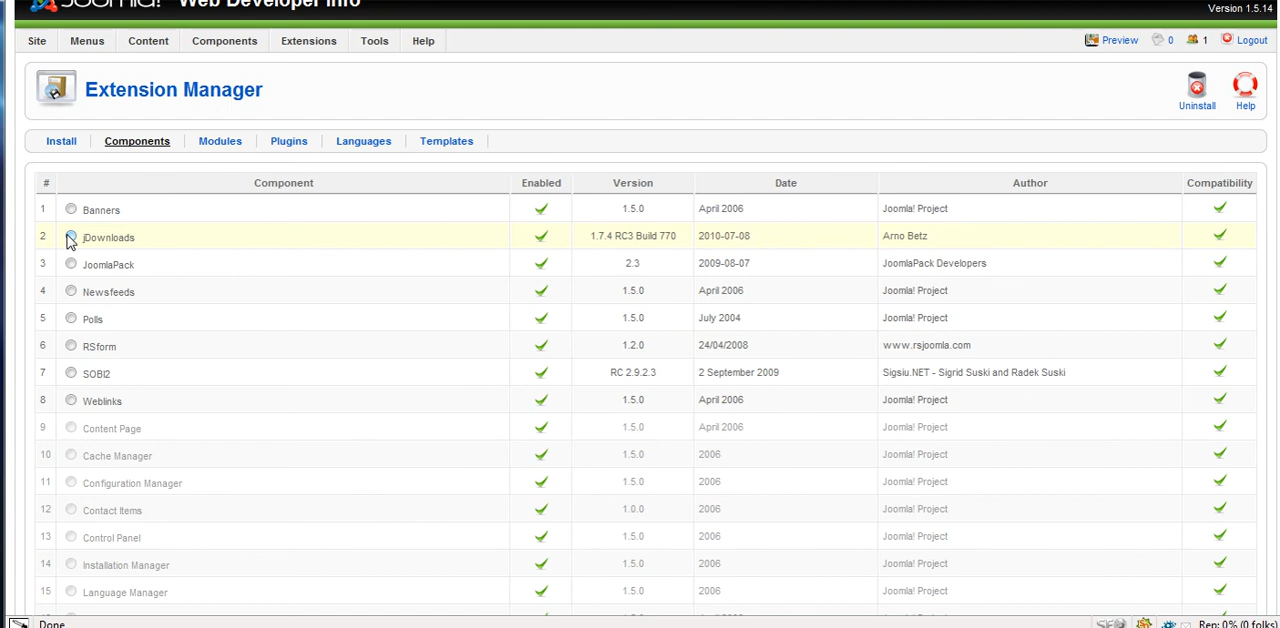 Joomla! Web Developer Info
Version 1.5.14
Site Menus Content Components Extensions Tools Help Preview 0 1 Logout
Extension Manager
Uninstall Help
Install Components Modules Plugins Languages Templates
# Component Enabled Version Date Author Compatibility
1 Banners 1.5.0 April 2006 Joomla! Project
2 jDownloads 1.7.4 RC3 Build 770 2010-07-08 Arno Betz
3 JoomlaPack 2.3 2009-08-07 JoomlaPack Developers
4 Newsfeeds 1.5.0 April 2006 Joomla! Project
5 Polls 1.5.0 July 2004 Joomla! Project
6 RSform 1.2.0 24/04/2008 www.rsjoomla.com
7 SOBI2 RC 2.9.2.3 2 September 2009 Sigsiu.NET - Sigrid Suski and Radek Suski
8 Weblinks 1.5.0 April 2006 Joomla! Project
9 Content Page 1.5.0 April 2006 Joomla! Project
10 Cache Manager 1.5.0 2006 Joomla! Project
11 Configuration Manager 1.5.0 2006 Joomla! Project
12 Contact Items 1.0.0 2006 Joomla! Project
13 Control Panel 1.5.0 2006 Joomla! Project
14 Installation Manager 1.5.0 2006 Joomla! Project
15 Language Manager 1.5.0 2006 Joomla! Project
Done Rep: 0% (0 folks)